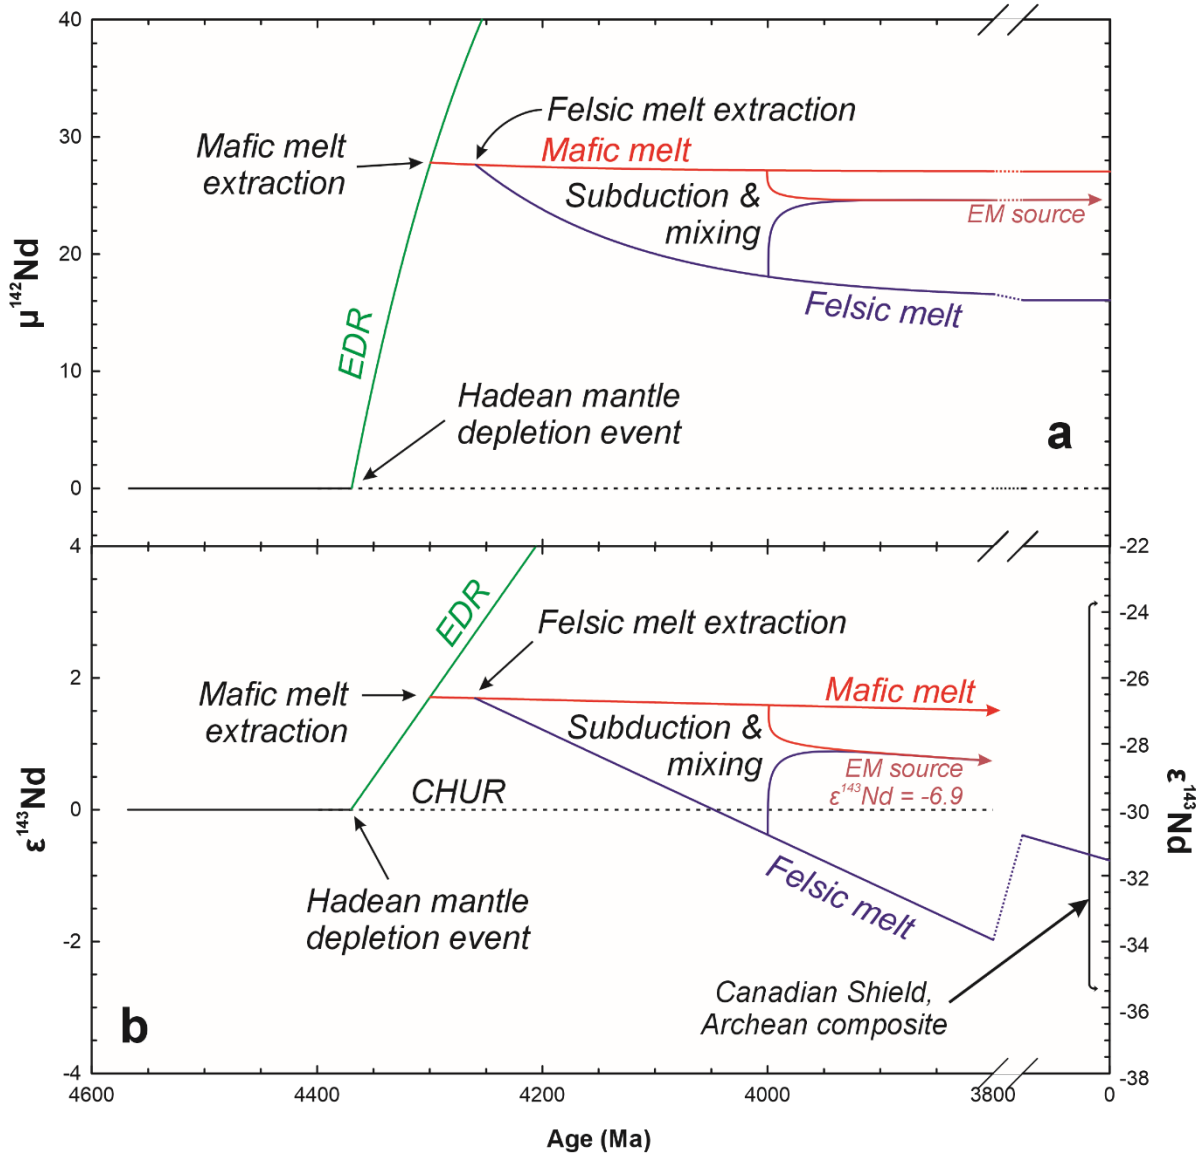 40
30
20
10
0
μ¹⁴²Nd
Felsic melt extraction
Mafic melt
extraction
Mafic melt
Subduction &
mixing
EM source
Felsic melt
EDR
Hadean mantle
depletion event
a
4
2
0
-2
-4
ε¹⁴³Nd
-22
-24
-26
-28
-30
-32
-34
-36
-38
ε¹⁴³Nd
EDR
Felsic melt extraction
Mafic melt
extraction
Mafic melt
Subduction &
mixing
EM source
ε¹⁴³Nd = -6.9
CHUR
Felsic melt
Hadean mantle
depletion event
Canadian Shield,
Archean composite
b
4600
4400
4200
4000
3800
0
Age (Ma)